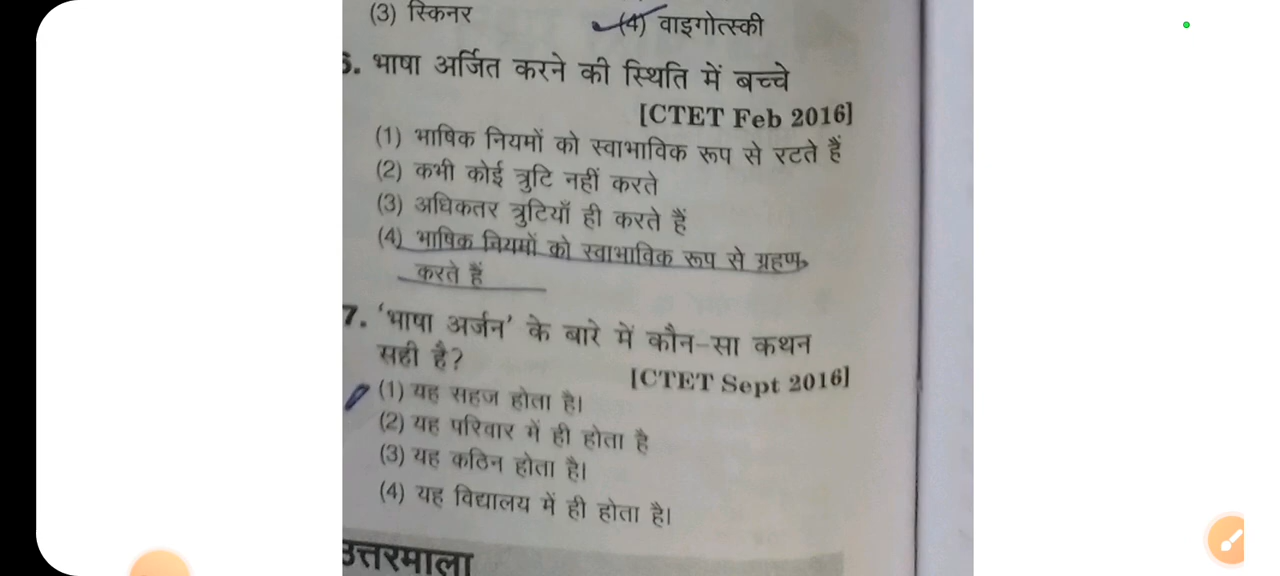 (3) स्किनर
(4) वाइगोत्स्की
6. भाषा अर्जित करने की स्थिति में बच्चे
[CTET Feb 2016]
(1) भाषिक नियमों को स्वाभाविक रूप से रटते हैं
(2) कभी कोई त्रुटि नहीं करते
(3) अधिकतर त्रुटियाँ ही करते हैं
(4) भाषिक नियमों को स्वाभाविक रूप से ग्रहण
करते हैं
7. 'भाषा अर्जन' के बारे में कौन-सा कथन
सही है?
[CTET Sept 2016]
(1) यह सहज होता है।
(2) यह परिवार में ही होता है
(3) यह कठिन होता है।
(4) यह विद्यालय में ही होता है।
उत्तरमाला